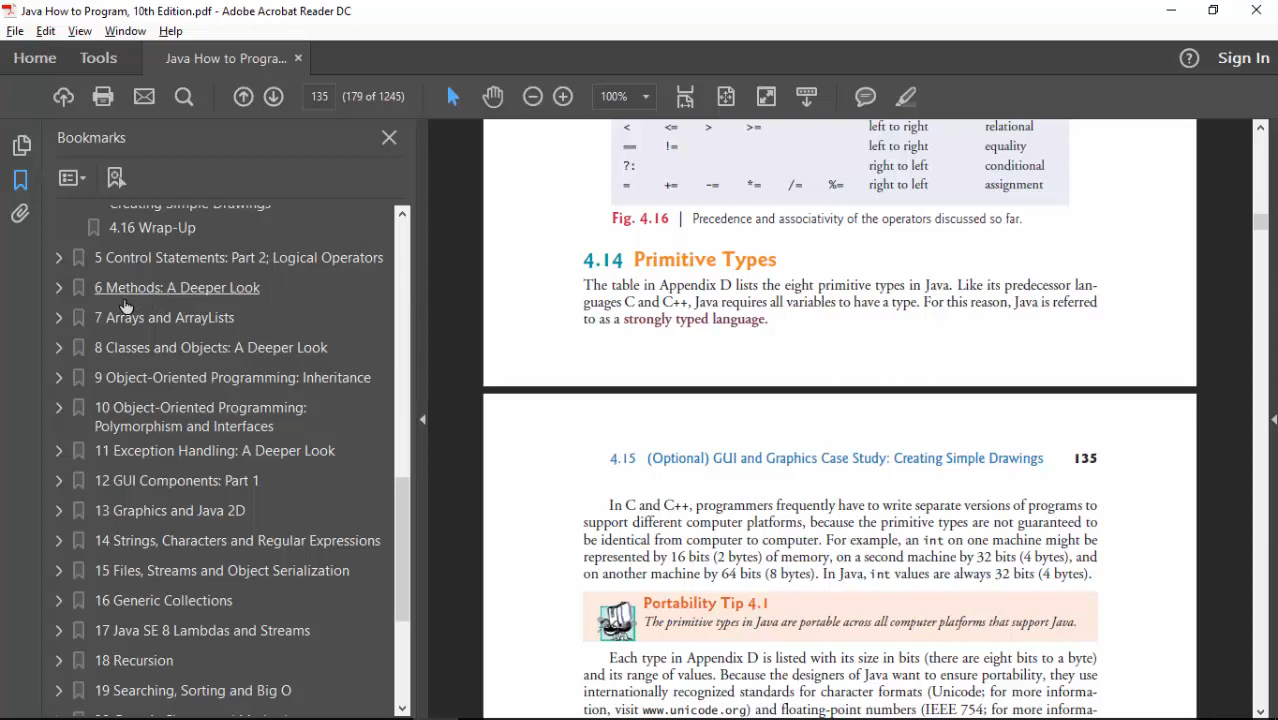 Java How to Program, 10th Edition.pdf - Adobe Acrobat Reader DC
File Edit View Window Help
Home Tools Java How to Progra... × Sign In
135 (179 of 1245) 100%
Bookmarks
Creating Simple Drawings
4.16 Wrap-Up
5 Control Statements: Part 2; Logical Operators
6 Methods: A Deeper Look
7 Arrays and ArrayLists
8 Classes and Objects: A Deeper Look
9 Object-Oriented Programming: Inheritance
10 Object-Oriented Programming:
Polymorphism and Interfaces
11 Exception Handling: A Deeper Look
12 GUI Components: Part 1
13 Graphics and Java 2D
14 Strings, Characters and Regular Expressions
15 Files, Streams and Object Serialization
16 Generic Collections
17 Java SE 8 Lambdas and Streams
18 Recursion
19 Searching, Sorting and Big O
< <= > >= left to right relational
== != left to right equality
?: right to left conditional
= += -= *= /= %= right to left assignment
Fig. 4.16 | Precedence and associativity of the operators discussed so far.
4.14 Primitive Types
The table in Appendix D lists the eight primitive types in Java. Like its predecessor lan-
guages C and C++, Java requires all variables to have a type. For this reason, Java is referred
to as a strongly typed language.
4.15 (Optional) GUI and Graphics Case Study: Creating Simple Drawings 135
In C and C++, programmers frequently have to write separate versions of programs to
support different computer platforms, because the primitive types are not guaranteed to
be identical from computer to computer. For example, an int on one machine might be
represented by 16 bits (2 bytes) of memory, on a second machine by 32 bits (4 bytes), and
on another machine by 64 bits (8 bytes). In Java, int values are always 32 bits (4 bytes).
Portability Tip 4.1
The primitive types in Java are portable across all computer platforms that support Java.
Each type in Appendix D is listed with its size in bits (there are eight bits to a byte)
and its range of values. Because the designers of Java want to ensure portability, they use
internationally recognized standards for character formats (Unicode; for more informa-
tion, visit www.unicode.org) and floating-point numbers (IEEE 754; for more informa-